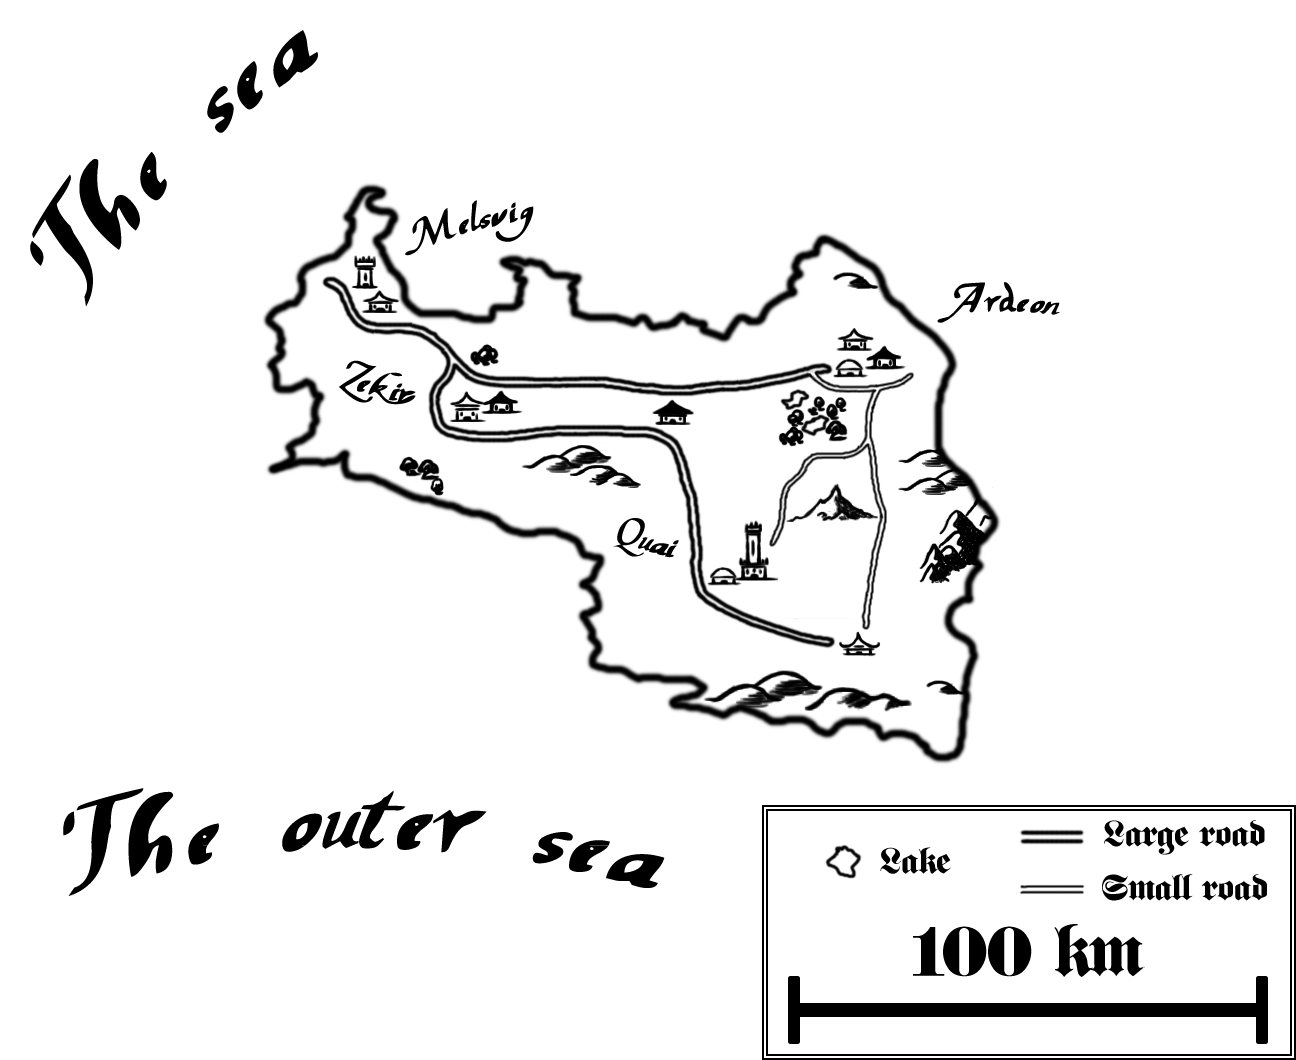 The sea
Melsvig
Ardeon
Zekir
Quai
The outer sea
Lake
Large road
Small road
100 km